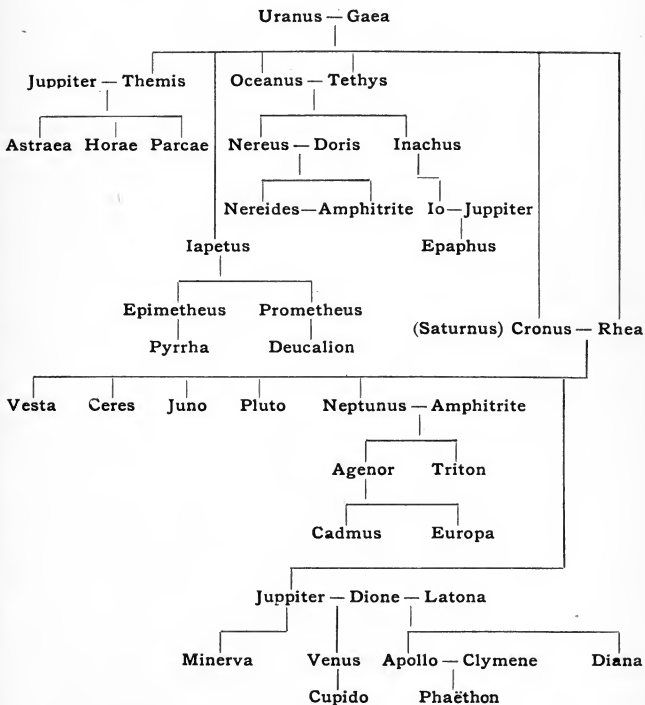 Uranus — Gaea
Juppiter — Themis Oceanus — Tethys
Astraea Horae Parcae Nereus — Doris Inachus
Nereides — Amphitrite Io — Juppiter
Iapetus Epaphus
Epimetheus Prometheus
(Saturnus) Cronus — Rhea
Pyrrha Deucalion
Vesta Ceres Juno Pluto Neptunus — Amphitrite
Agenor Triton
Cadmus Europa
Juppiter — Dione — Latona
Minerva Venus Apollo — Clymene Diana
Cupido Phaëthon